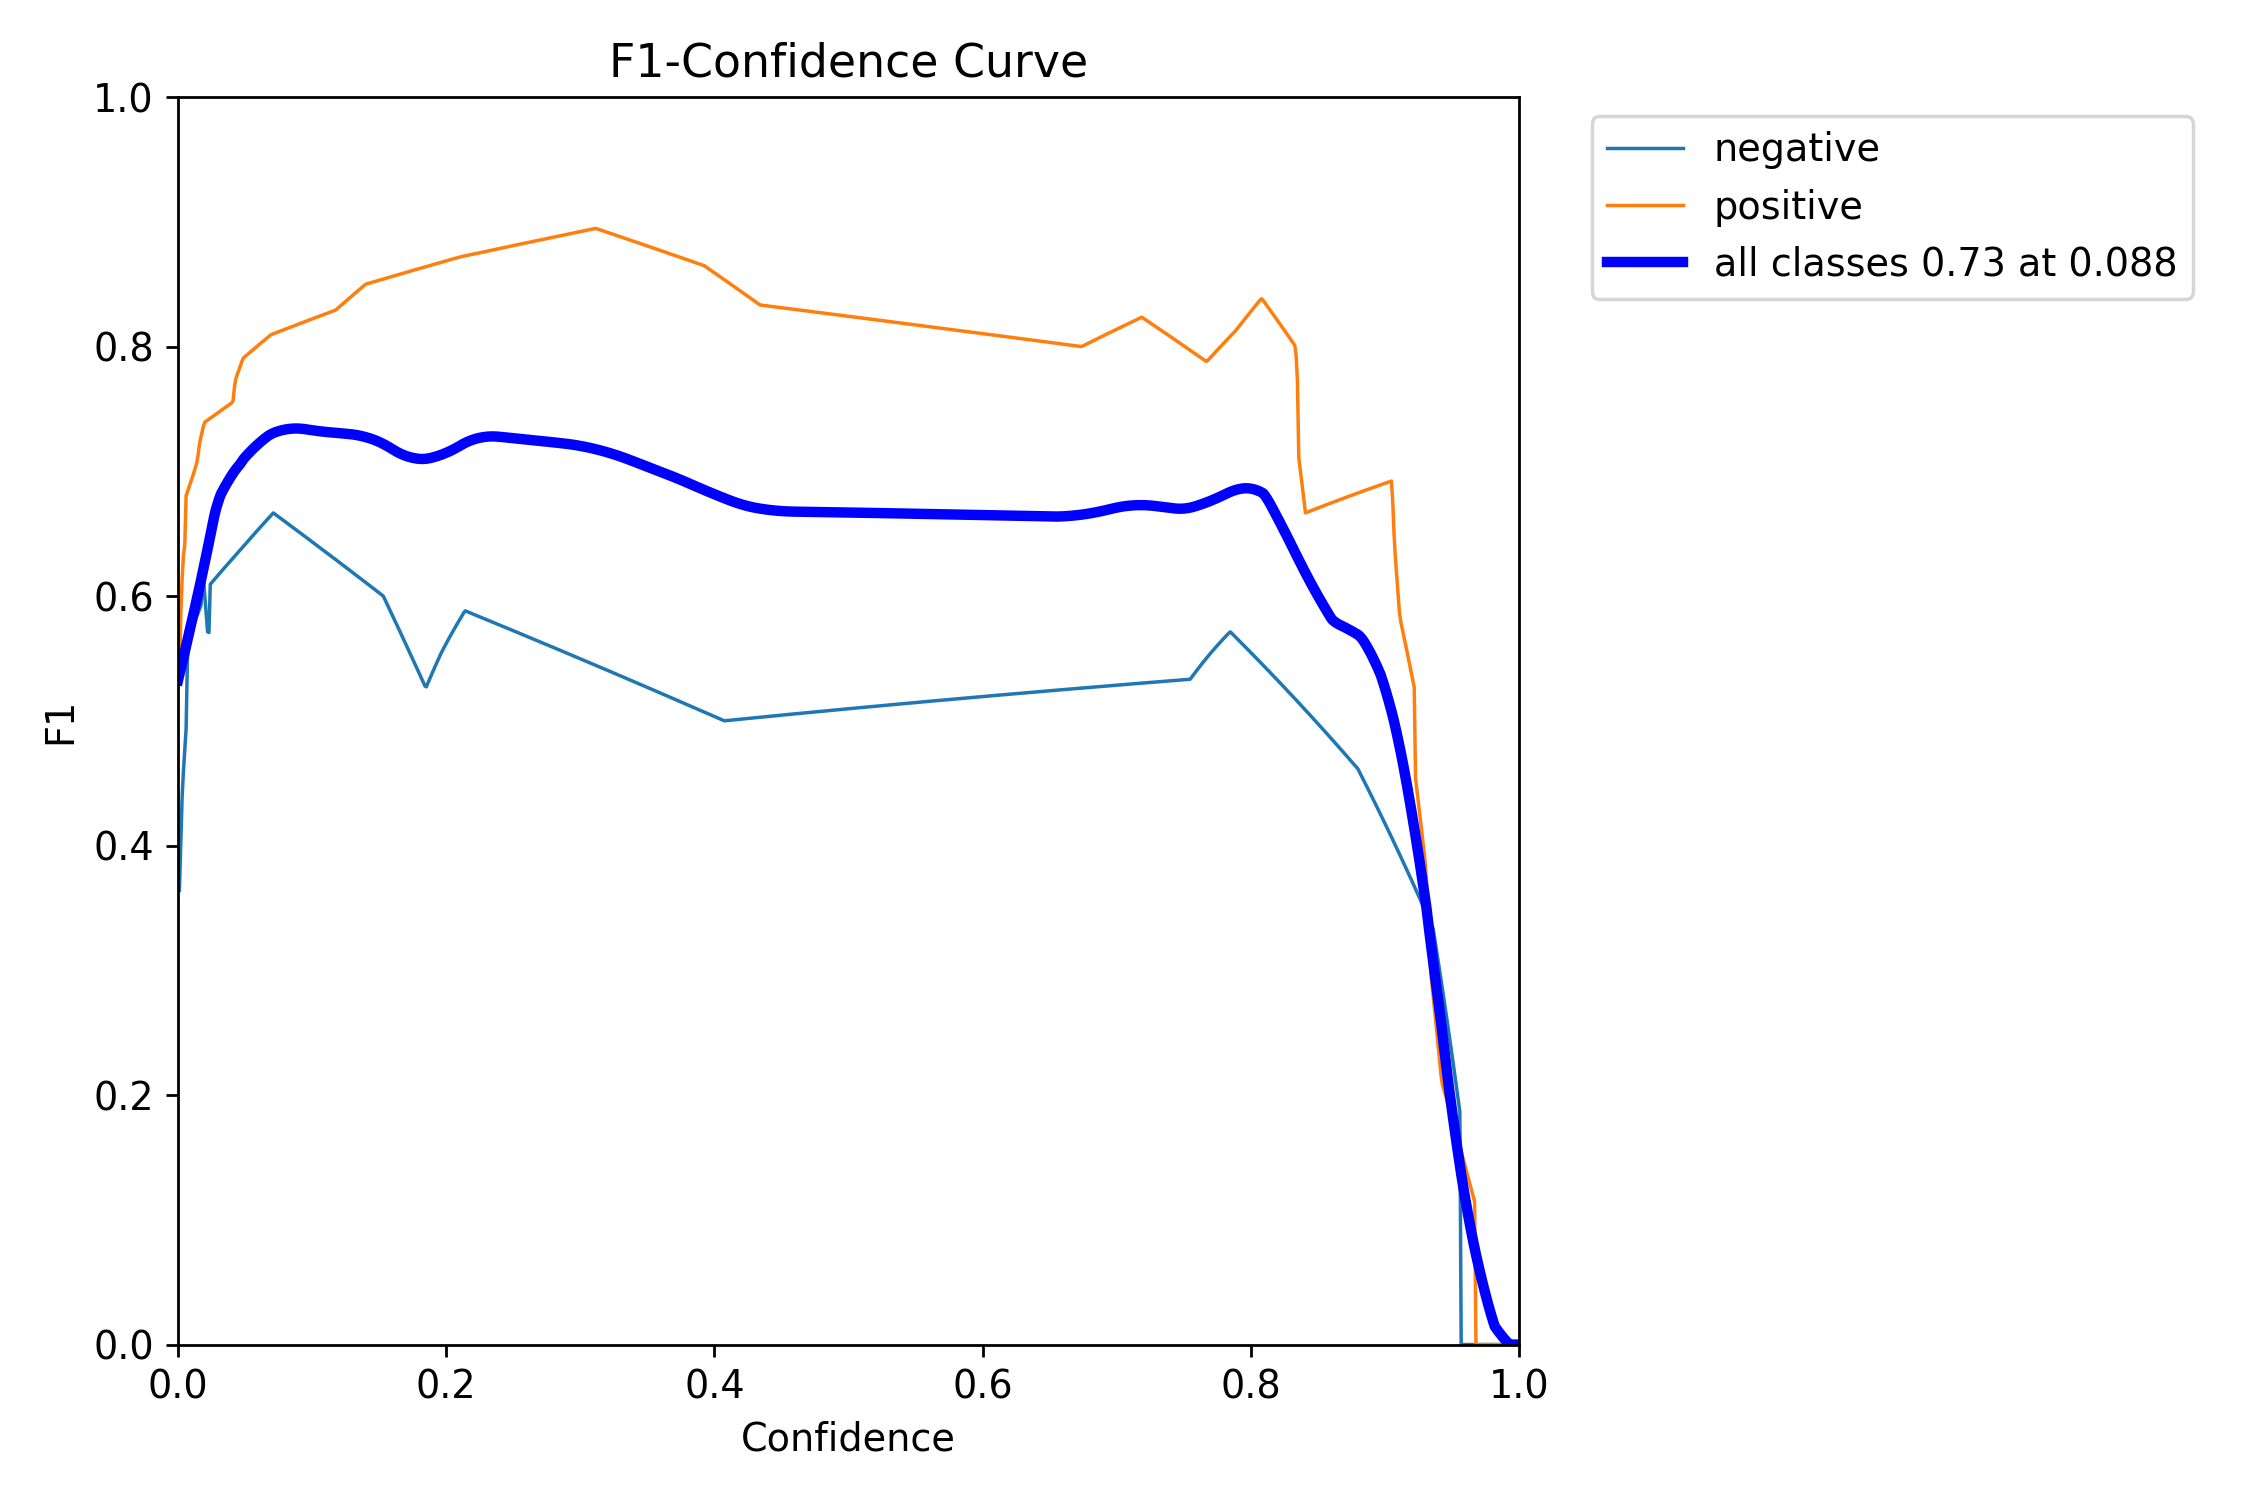 F1-Confidence Curve
1.0
0.8
0.6
0.4
0.2
0.0
F1
0.0 0.2 0.4 0.6 0.8 1.0
Confidence
negative
positive
all classes 0.73 at 0.088